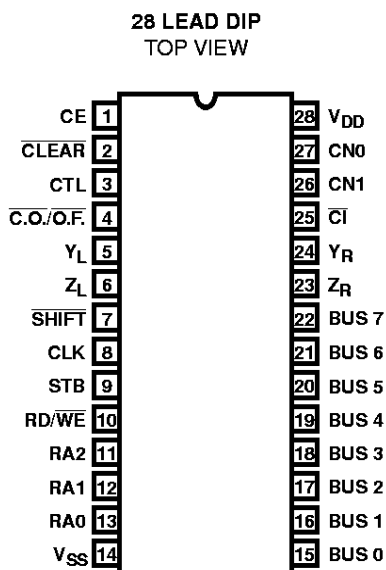 28 LEAD DIP
TOP VIEW
CE 1
CLEAR 2
CTL 3
C.O./O.F. 4
YL 5
ZL 6
SHIFT 7
CLK 8
STB 9
RD/WE 10
RA2 11
RA1 12
RA0 13
VSS 14
28 VDD
27 CN0
26 CN1
25 CI
24 YR
23 ZR
22 BUS 7
21 BUS 6
20 BUS 5
19 BUS 4
18 BUS 3
17 BUS 2
16 BUS 1
15 BUS 0